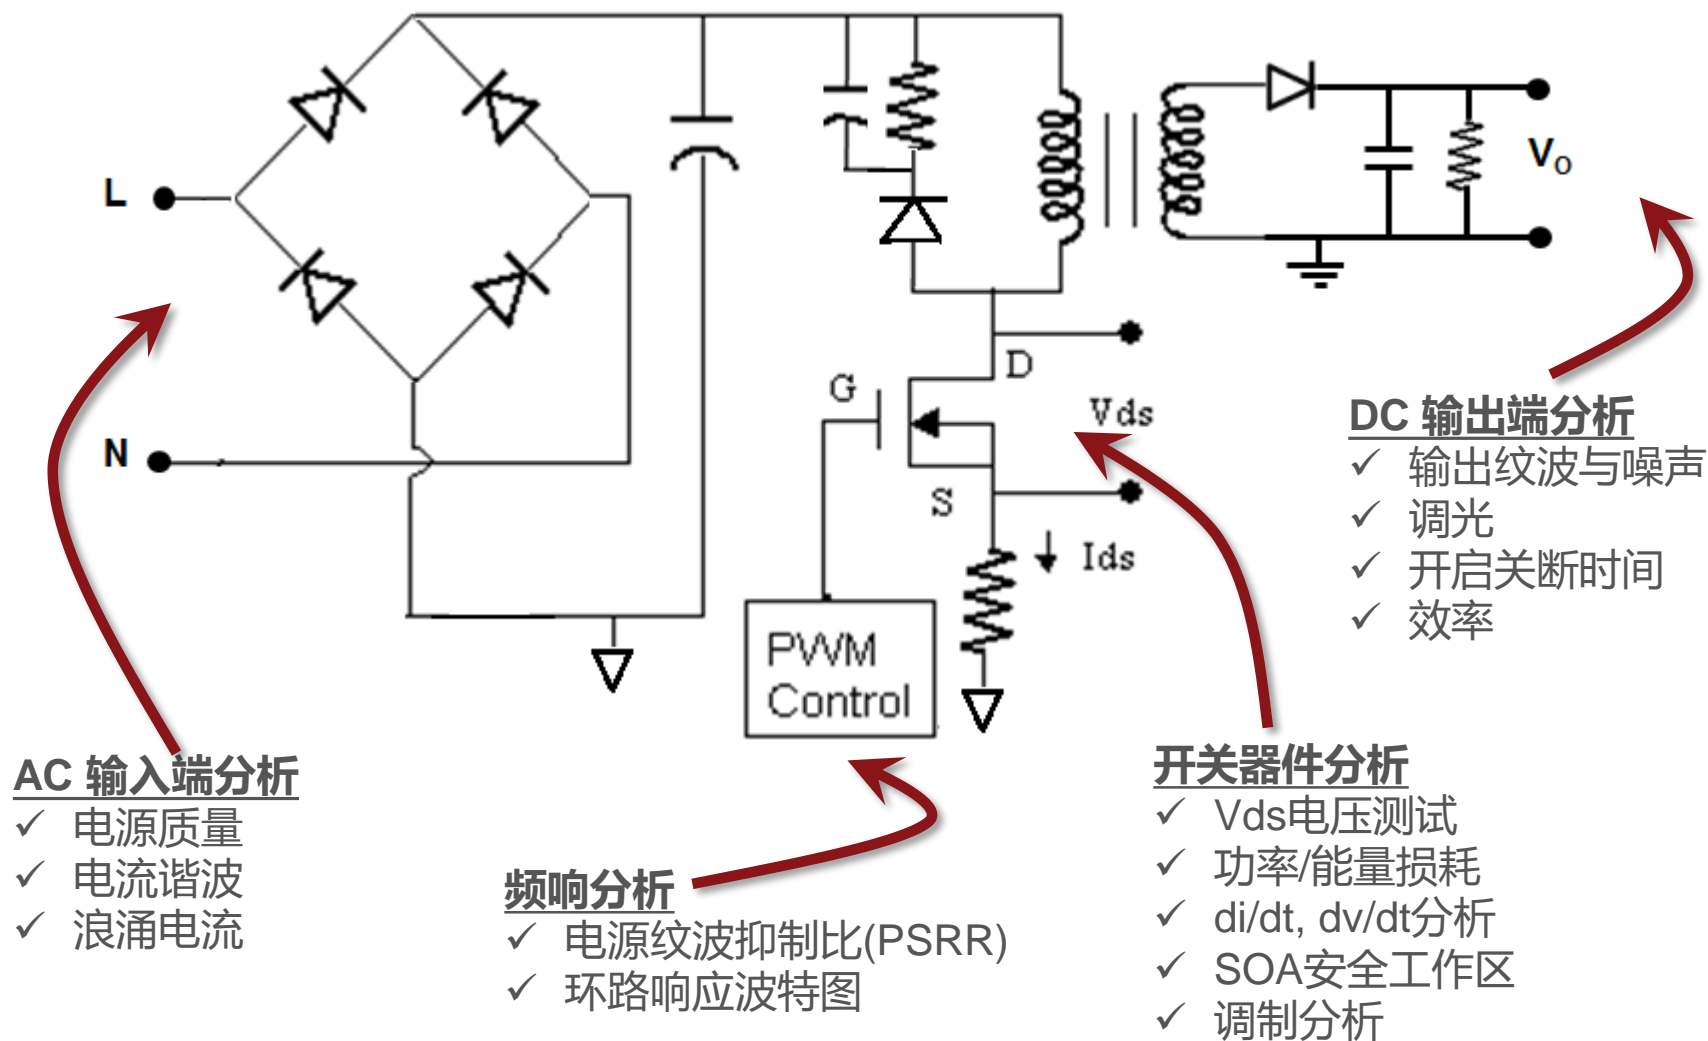 L
N
V₀
G
D
Vds
S
Ids
PWM
Control
DC 输出端分析
✓ 输出纹波与噪声
✓ 调光
✓ 开启关断时间
✓ 效率
AC 输入端分析
✓ 电源质量
✓ 电流谐波
✓ 浪涌电流
频响分析
✓ 电源纹波抑制比(PSRR)
✓ 环路响应波特图
开关器件分析
✓ Vds电压测试
✓ 功率/能量损耗
✓ di/dt, dv/dt分析
✓ SOA安全工作区
✓ 调制分析